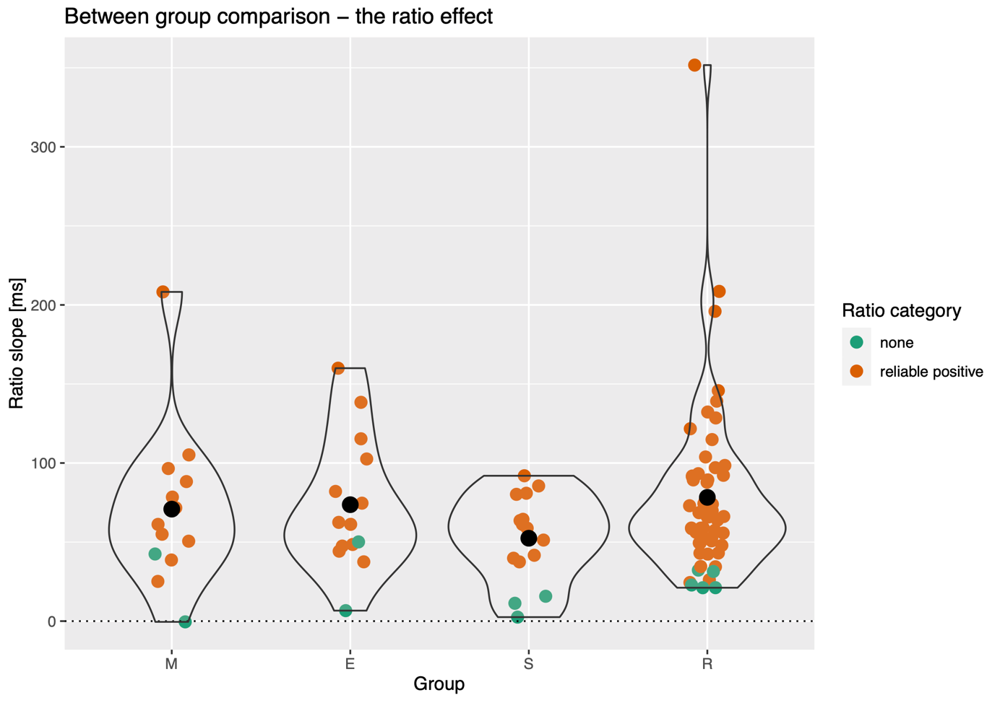 Between group comparison – the ratio effect
Ratio slope [ms]
300
200
100
0
M
E
S
R
Group
Ratio category
none
reliable positive